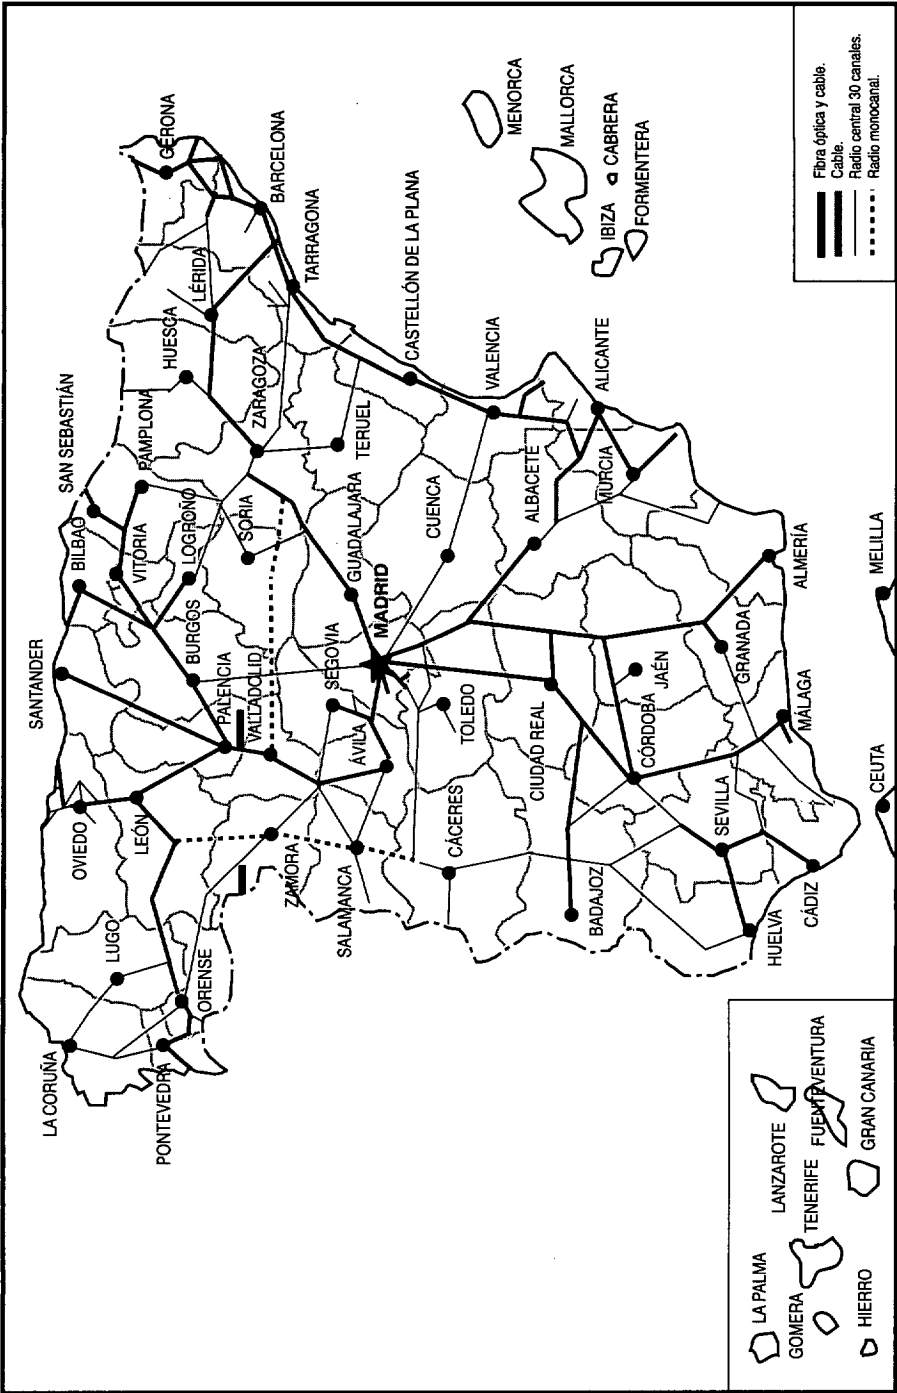 LA CORUÑA
LUGO
PONTEVEDRA
ORENSE
OVIEDO
LEÓN
SANTANDER
BILBAO
SAN SEBASTIÁN
VITORIA
PAMPLONA
LOGROÑO
BURGOS
PALENCIA
VALLADOLID
SORIA
HUESCA
LÉRIDA
GERONA
BARCELONA
TARRAGONA
ZARAGOZA
TERUEL
ZAMORA
SALAMANCA
ÁVILA
SEGOVIA
GUADALAJARA
MADRID
CUENCA
CASTELLÓN DE LA PLANA
VALENCIA
TOLEDO
CÁCERES
BADAJOZ
CIUDAD REAL
ALBACETE
ALICANTE
MURCIA
CÓRDOBA
JAÉN
SEVILLA
HUELVA
CÁDIZ
MÁLAGA
GRANADA
ALMERÍA
CEUTA
MELILLA
MENORCA
MALLORCA
IBIZA
CABRERA
FORMENTERA
LA PALMA
GOMERA
HIERRO
TENERIFE
LANZAROTE
FUENTEVENTURA
GRAN CANARIA
Fibra óptica y cable.
Cable.
Radio central 30 canales.
Radio monocanal.